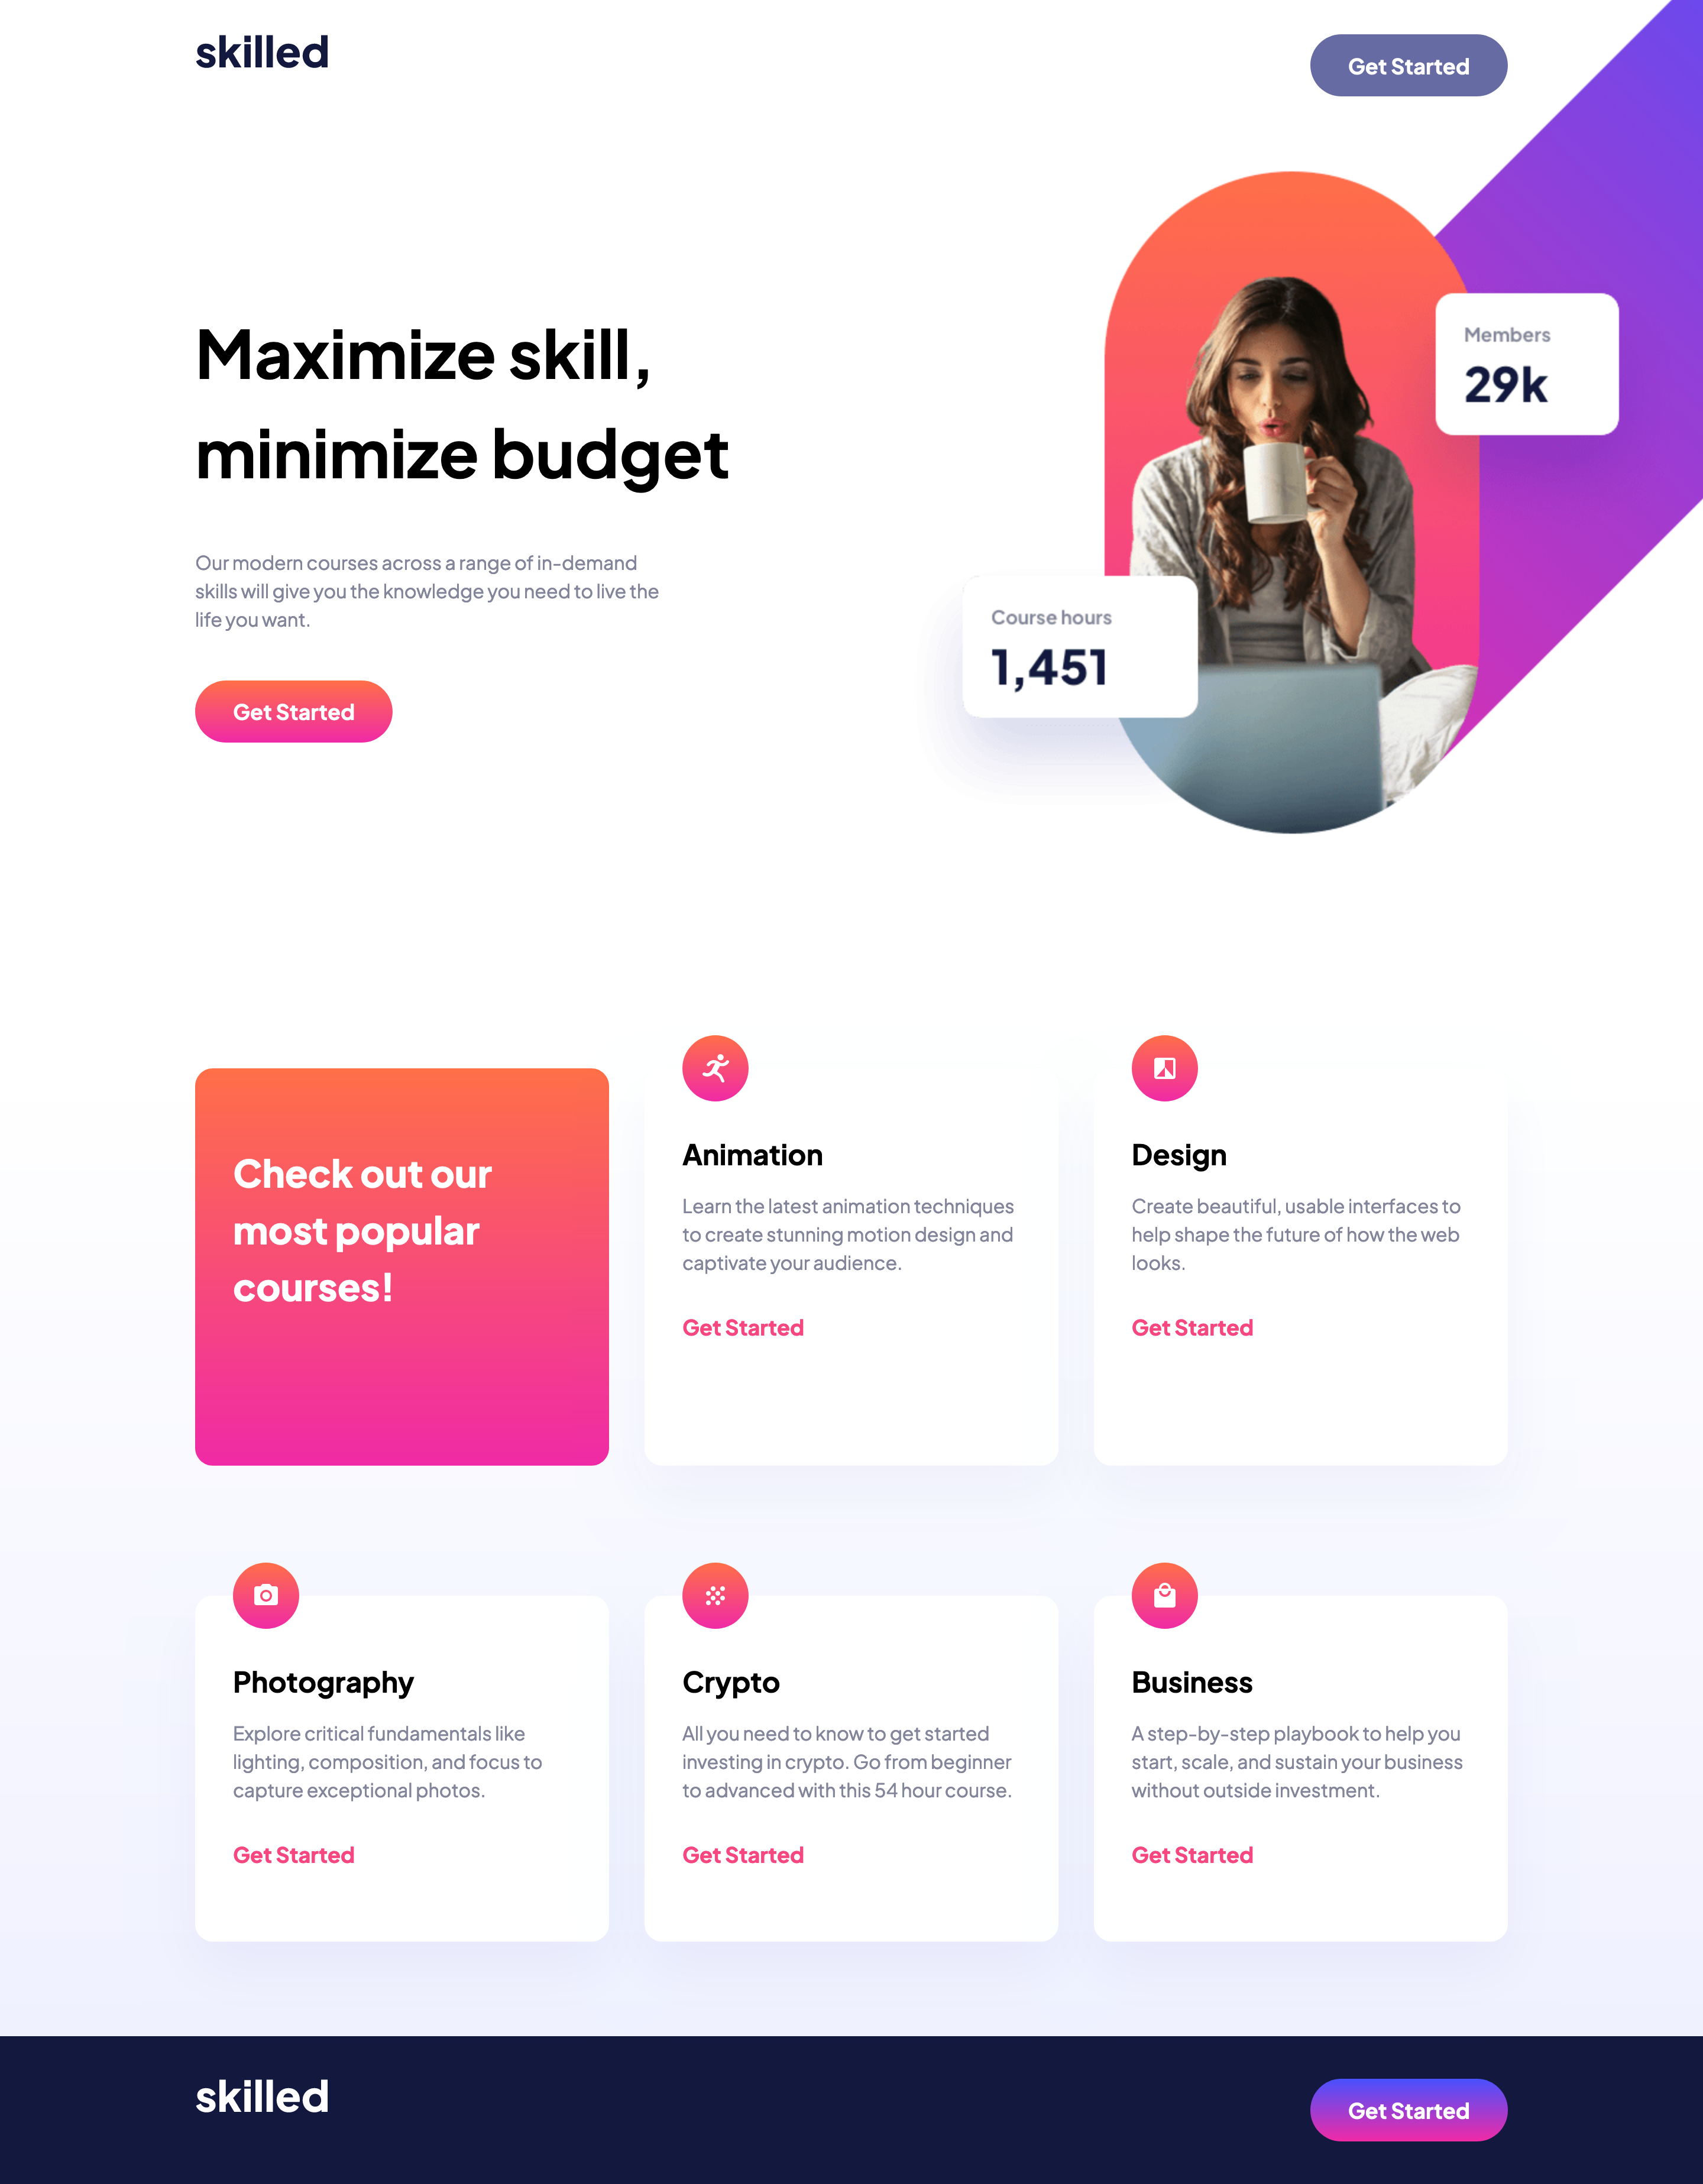 skilled
Get Started
Maximize skill,
minimize budget
Our modern courses across a range of in-demand
skills will give you the knowledge you need to live the
life you want.
Get Started
Members
29k
Course hours
1,451
Check out our
most popular
courses!
Animation
Learn the latest animation techniques
to create stunning motion design and
captivate your audience.
Get Started
Design
Create beautiful, usable interfaces to
help shape the future of how the web
looks.
Get Started
Photography
Explore critical fundamentals like
lighting, composition, and focus to
capture exceptional photos.
Get Started
Crypto
All you need to know to get started
investing in crypto. Go from beginner
to advanced with this 54 hour course.
Get Started
Business
A step-by-step playbook to help you
start, scale, and sustain your business
without outside investment.
Get Started
skilled
Get Started